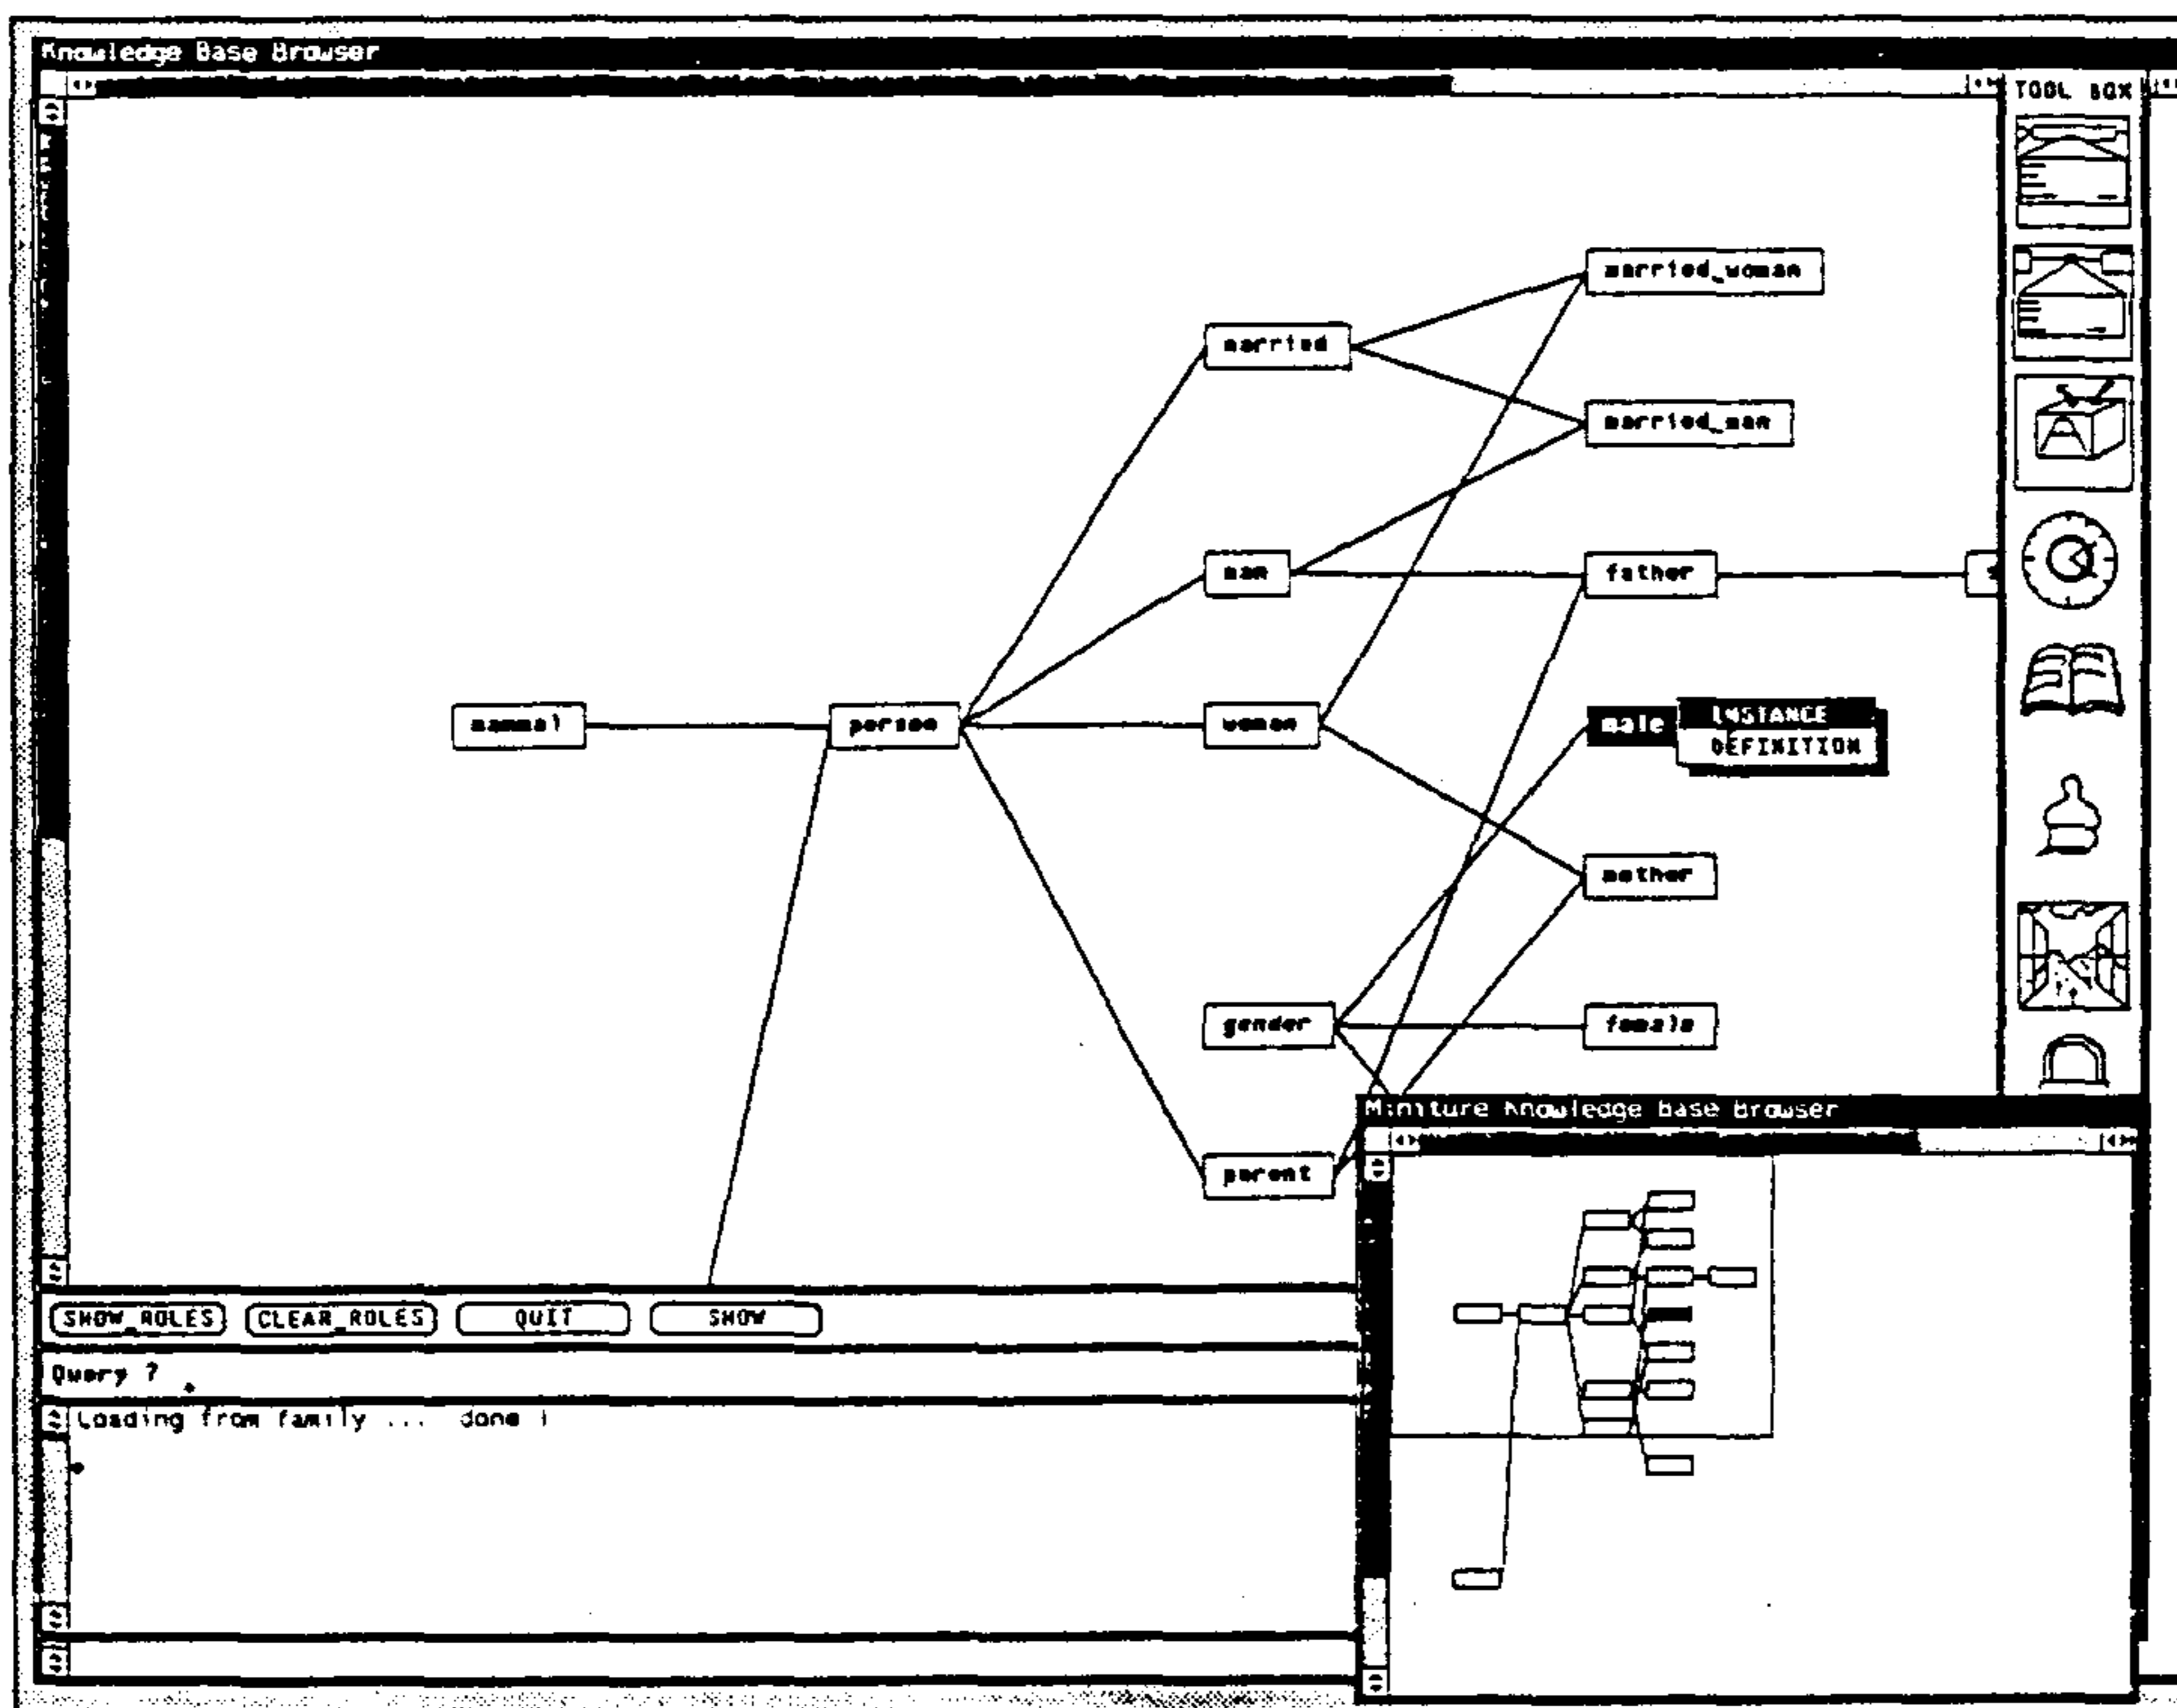 Knowledge Base Browser
TOOL BOX
married_woman
married
married_man
man
father
mammal
person
woman
male
INSTANCE
DEFINITION
mother
gender
female
Miniture Knowledge Base Browser
parent
SHOW_ROLES CLEAR_ROLES QUIT SHOW
Query ?
Loading from family ... done !